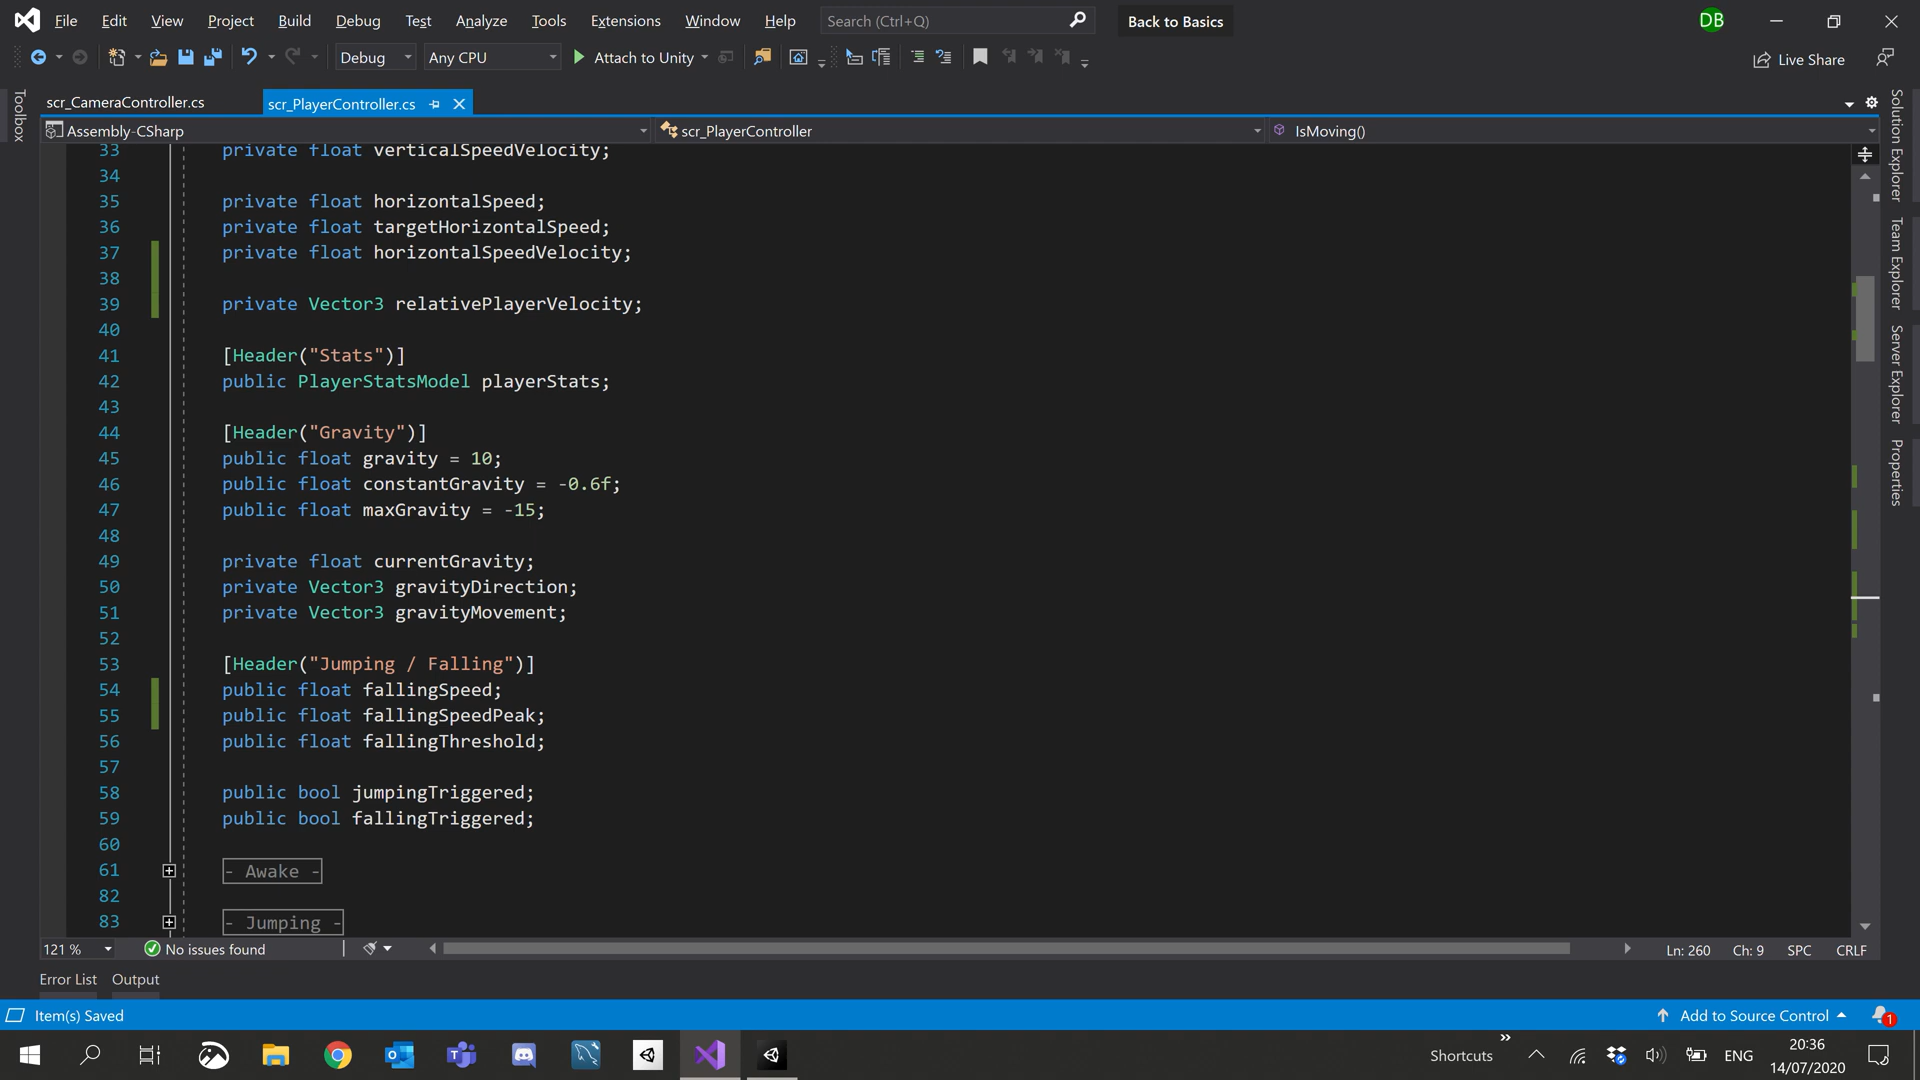 File Edit View Project Build Debug Test Analyze Tools Extensions Window Help Search (Ctrl+Q) Back to Basics DB
Debug Any CPU Attach to Unity Live Share
scr_CameraController.cs scr_PlayerController.cs
Assembly-CSharp scr_PlayerController IsMoving()
Toolbox
Solution Explorer
Team Explorer
Server Explorer
Properties
33 private float verticalSpeedVelocity;
34
35 private float horizontalSpeed;
36 private float targetHorizontalSpeed;
37 private float horizontalSpeedVelocity;
38
39 private Vector3 relativePlayerVelocity;
40
41 [Header("Stats")]
42 public PlayerStatsModel playerStats;
43
44 [Header("Gravity")]
45 public float gravity = 10;
46 public float constantGravity = -0.6f;
47 public float maxGravity = -15;
48
49 private float currentGravity;
50 private Vector3 gravityDirection;
51 private Vector3 gravityMovement;
52
53 [Header("Jumping / Falling")]
54 public float fallingSpeed;
55 public float fallingSpeedPeak;
56 public float fallingThreshold;
57
58 public bool jumpingTriggered;
59 public bool fallingTriggered;
60
61 - Awake -
82
83 - Jumping -
121 % No issues found Ln: 260 Ch: 9 SPC CRLF
Error List Output
Item(s) Saved Add to Source Control 1
Shortcuts ENG 20:36
14/07/2020